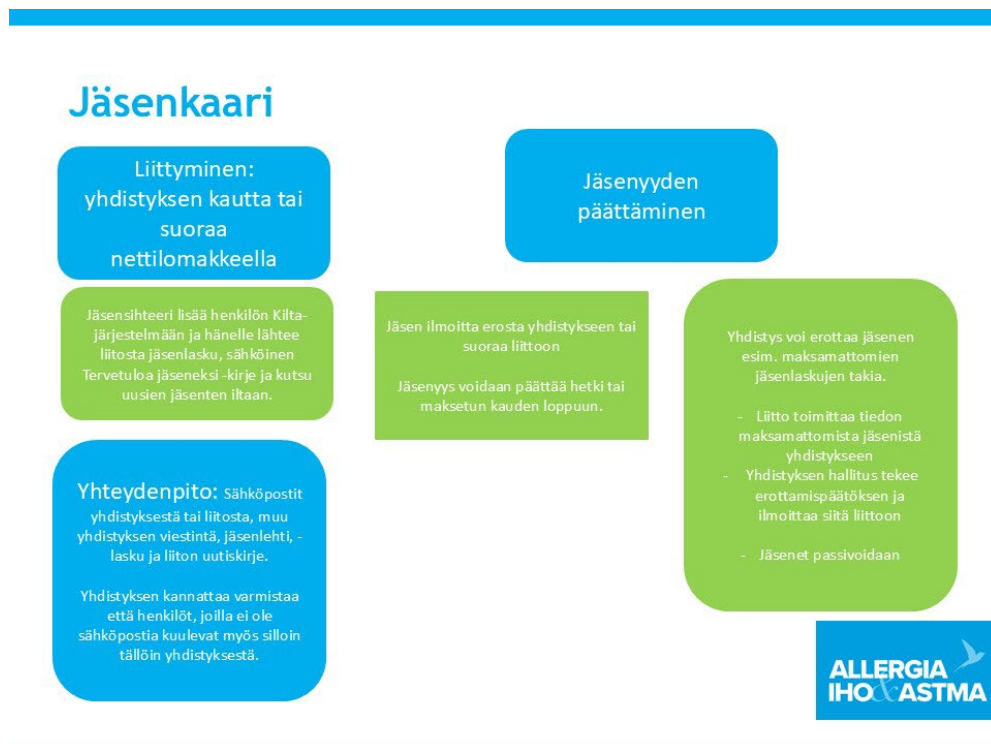 Jäsenkaari
Liittyminen:
yhdistyksen kautta tai
suoraa
nettilomakkeella
Jäsensihteeri lisää henkilön Kilta-
järjestelmään ja hänelle lähtee
liitosta jäsenlasku, sähköinen
Tervetuloa jäseneksi -kirje ja kutsu
uusien jäsenten iltaan.
Yhteydenpito: Sähköpostit
yhdistyksestä tai liitosta, muu
yhdistyksen viestintä, jäsenlehti, -
lasku ja liiton uutiskirje.
Yhdistyksen kannattaa varmistaa
että henkilöt, joilla ei ole
sähköpostia kuulevat myös silloin
tällöin yhdistyksestä.
Jäsenyyden
päättäminen
Jäsen ilmoitta erosta yhdistykseen tai
suoraa liittoon
Jäsenyys voidaan päättää hetki tai
maksetun kauden loppuun.
Yhdistys voi erottaa jäsenen
esim. maksamattomien
jäsenlaskujen takia.
- Liitto toimittaa tiedon
maksamattomista jäsenistä
yhdistykseen
- Yhdistyksen hallitus tekee
erottamispäätöksen ja
ilmoittaa siitä liittoon
- Jäsenet passivoidaan
ALLERGIA
IHO&ASTMA